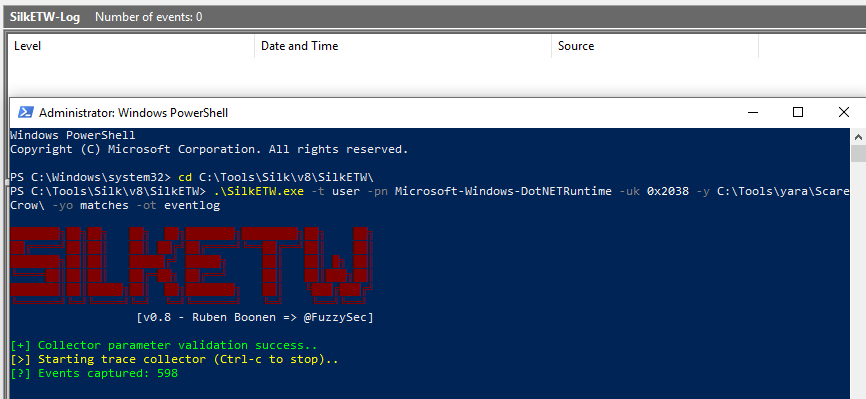 SilkETW-Log Number of events: 0
Level Date and Time Source
Administrator: Windows PowerShell
Windows PowerShell
Copyright (C) Microsoft Corporation. All rights reserved.
PS C:\Windows\system32> cd C:\Tools\Silk\v8\SilkETW\
PS C:\Tools\Silk\v8\SilkETW> .\SilkETW.exe -t user -pn Microsoft-Windows-DotNETRuntime -uk 0x2038 -y C:\Tools\yara\Scare
Crow\ -yo matches -ot eventlog
SILKETW
[v0.8 - Ruben Boonen => @FuzzySec]
[+] Collector parameter validation success..
[>] Starting trace collector (Ctrl-c to stop)..
[?] Events captured: 598